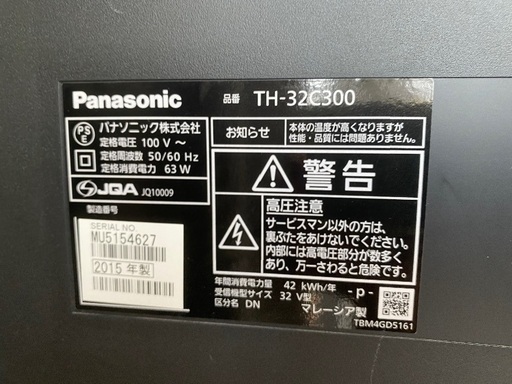 Panasonic
品番 TH-32C300
パナソニック株式会社
定格電圧 100 V ～
定格周波数 50/60 Hz
定格消費電力 63 W
JQA JQ10009
製造番号
SERIAL NO.
MU5154627
2015 年製
お知らせ
本体の温度が高くなりますが
性能・品質には問題ありません。
警告
高圧注意
サービスマン以外の方は、
裏ぶたをあけないでください。
内部には高電圧部分が数多く
あり、万一さわると危険です。
年間消費電力量 42 kWh/年
受信機型サイズ 32 V型
区分名 DN
-p-
マレーシア製
TBM4GD5161